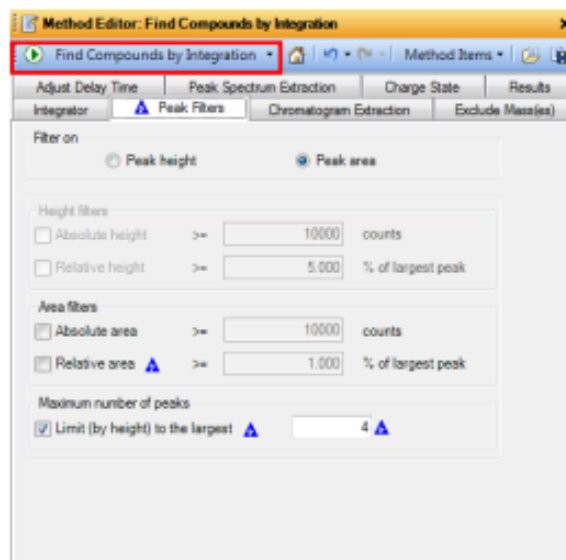 Method Editor: Find Compounds by Integration
Find Compounds by Integration Method Items
Adjust Delay Time Peak Spectrum Extraction Charge State Results
Integrator Peak Filters Chromatogram Extraction Exclude Mass(es)
Filter on
Peak height Peak area
Height filters
Absolute height >= 10000 counts
Relative height >= 5.000 % of largest peak
Area filters
Absolute area >= 10000 counts
Relative area >= 1.000 % of largest peak
Maximum number of peaks
Limit (by height) to the largest 4